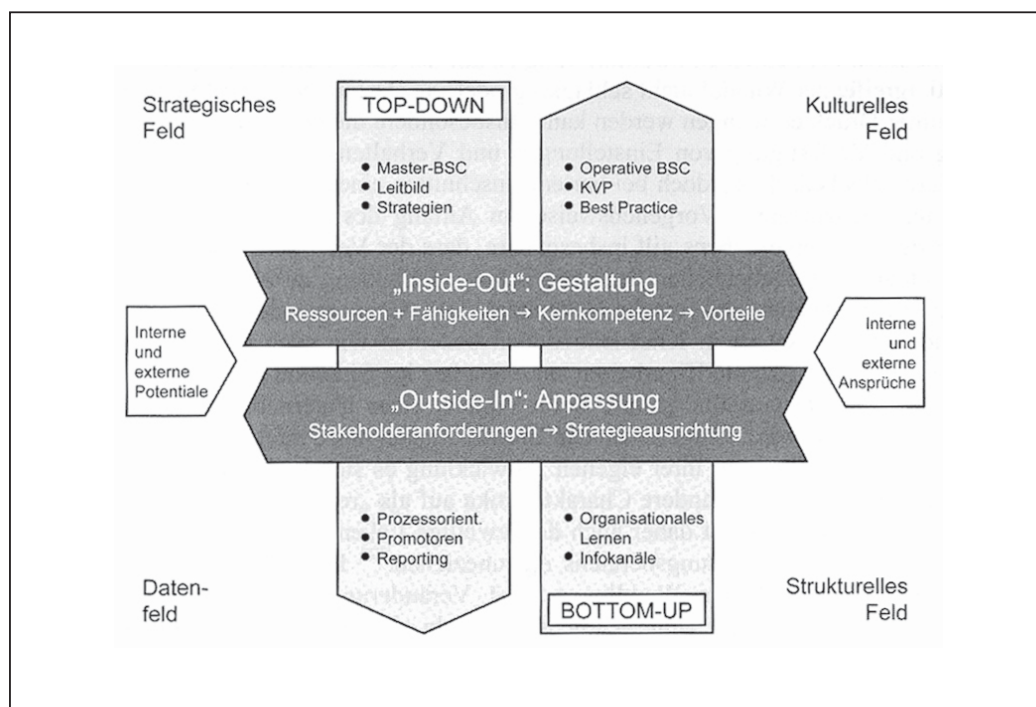 Strategisches
Feld
TOP-DOWN
Kulturelles
Feld
• Master-BSC
• Leitbild
• Strategien
• Operative BSC
• KVP
• Best Practice
„Inside-Out“: Gestaltung
Ressourcen + Fähigkeiten → Kernkompetenz → Vorteile
Interne
und
externe
Potentiale
Interne
und
externe
Ansprüche
„Outside-In“: Anpassung
Stakeholderanforderungen → Strategieausrichtung
• Prozessorient.
• Promotoren
• Reporting
• Organisationales
Lernen
• Infokanäle
Daten-
feld
BOTTOM-UP
Strukturelles
Feld